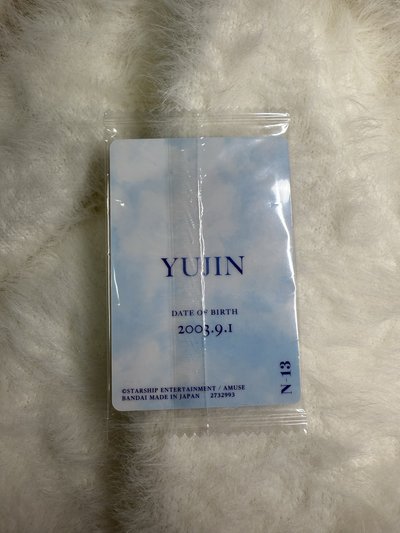 YUJIN
DATE OF BIRTH
2003.9.1
©STARSHIP ENTERTAINMENT / AMUSE
BANDAI MADE IN JAPAN 2732993
N 13